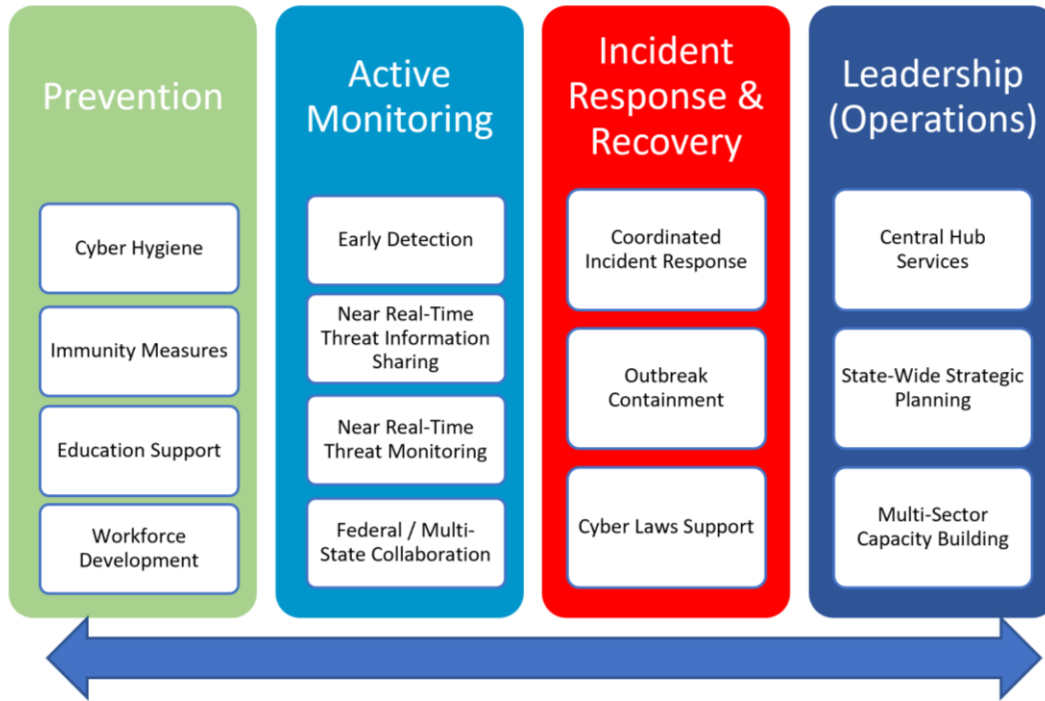 Prevention
Cyber Hygiene
Immunity Measures
Education Support
Workforce
Development
Active
Monitoring
Early Detection
Near Real-Time
Threat Information
Sharing
Near Real-Time
Threat Monitoring
Federal / Multi-
State Collaboration
Incident
Response &
Recovery
Coordinated
Incident Response
Outbreak
Containment
Cyber Laws Support
Leadership
(Operations)
Central Hub
Services
State-Wide Strategic
Planning
Multi-Sector
Capacity Building